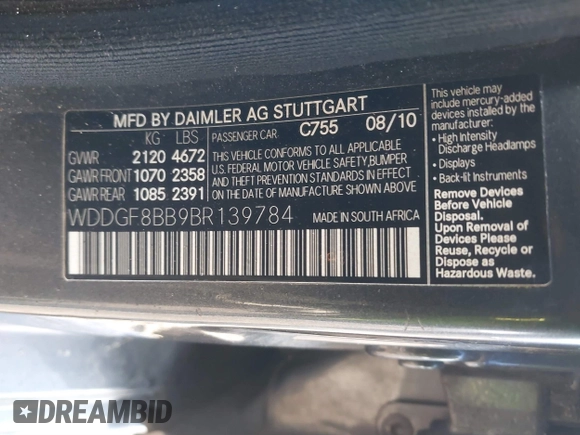 MFD BY DAIMLER AG STUTTGART
KG LBS PASSENGER CAR C755 08/10
GVWR 2120 4672
GAWR FRONT 1070 2358
GAWR REAR 1085 2391
THIS VEHICLE CONFORMS TO ALL APPLICABLE
U.S. FEDERAL MOTOR VEHICLE SAFETY, BUMPER
AND THEFT PREVENTION STANDARDS IN EFFECT
ON THE DATE OF MANUFACTURE SHOWN ABOVE.
WDDGF8BB9BR139784 MADE IN SOUTH AFRICA
This vehicle may
include mercury-added
devices installed by the
manufacturer:
• High Intensity
Discharge Headlamps
• Displays
• Back-lit Instruments
Remove Devices
Before Vehicle
Disposal.
Upon Removal
of Devices Please
Reuse, Recycle or
Dispose as
Hazardous Waste.
DREAMBID